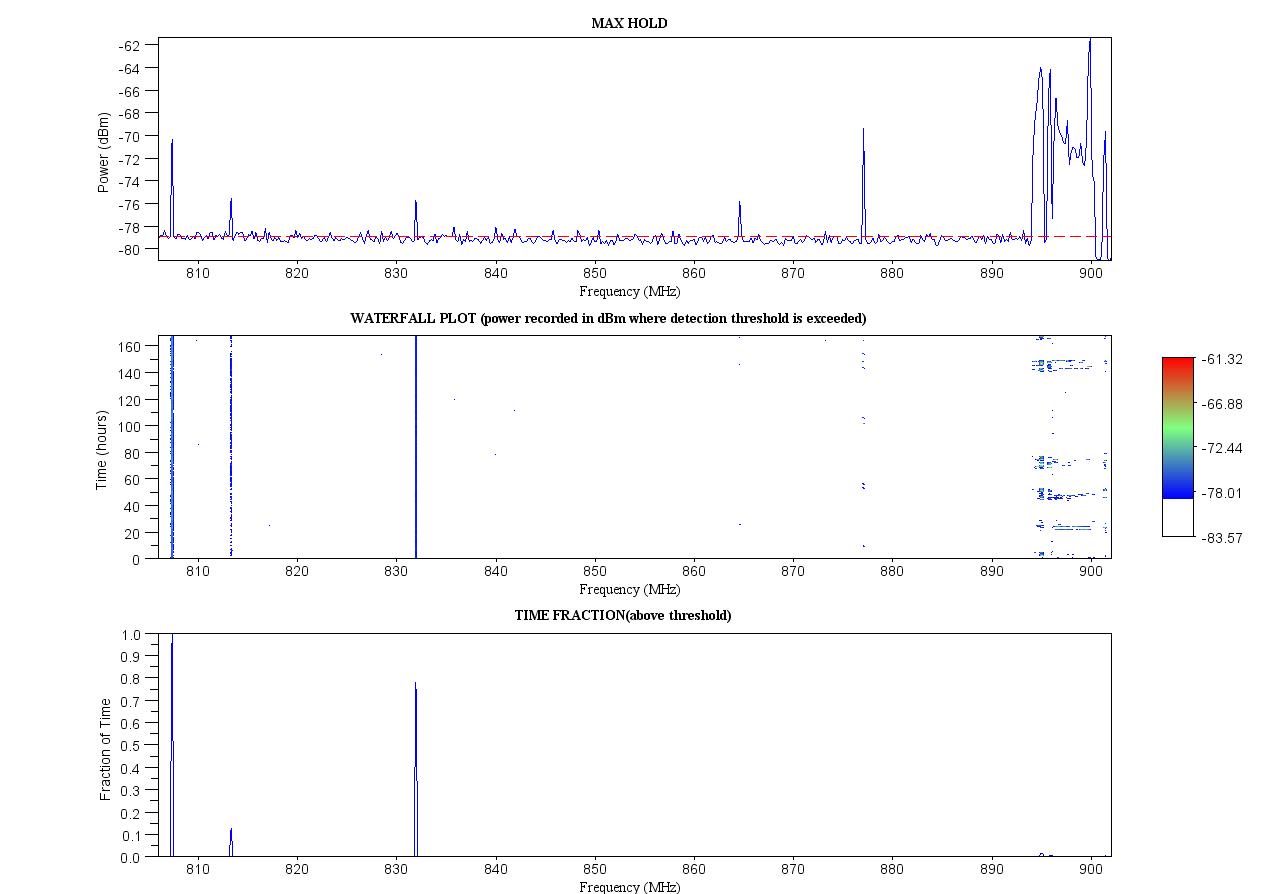 MAX HOLD
-62
-64
-66
-68
-70
-72
-74
-76
-78
-80
Power (dBm)
810 820 830 840 850 860 870 880 890 900
Frequency (MHz)
WATERFALL PLOT (power recorded in dBm where detection threshold is exceeded)
160
140
120
100
80
60
40
20
0
Time (hours)
810 820 830 840 850 860 870 880 890 900
Frequency (MHz)
-61.32
-66.88
-72.44
-78.01
-83.57
TIME FRACTION(above threshold)
1.0
0.9
0.8
0.7
0.6
0.5
0.4
0.3
0.2
0.1
0.0
Fraction of Time
810 820 830 840 850 860 870 880 890 900
Frequency (MHz)